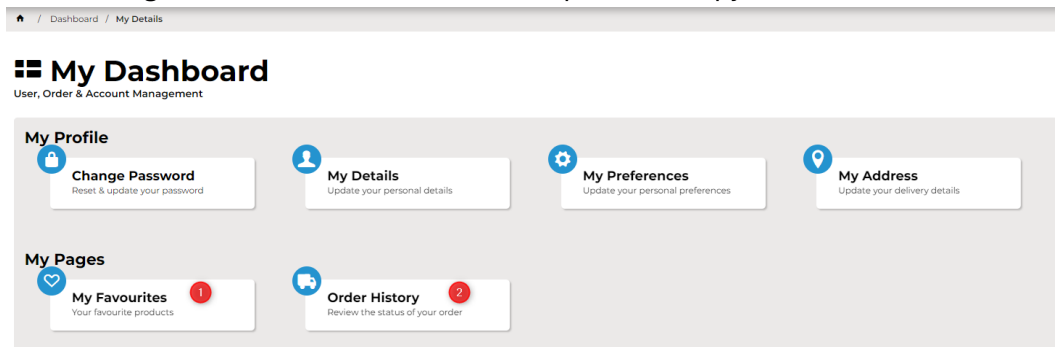 / Dashboard / My Details
My Dashboard
User, Order & Account Management
My Profile
Change Password
Reset & update your password
My Details
Update your personal details
My Preferences
Update your personal preferences
My Address
Update your delivery details
My Pages
My Favourites 1
Your favourite products
Order History 2
Review the status of your order